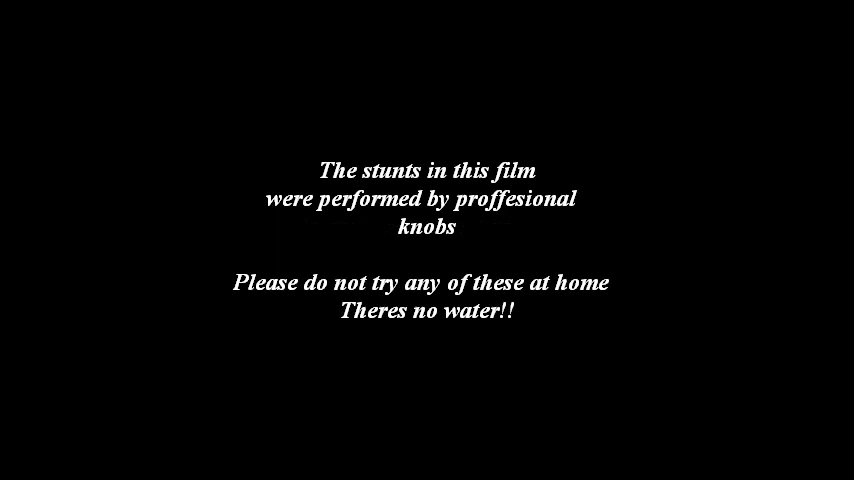 The stunts in this film
were performed by proffesional
knobs
Please do not try any of these at home
Theres no water!!